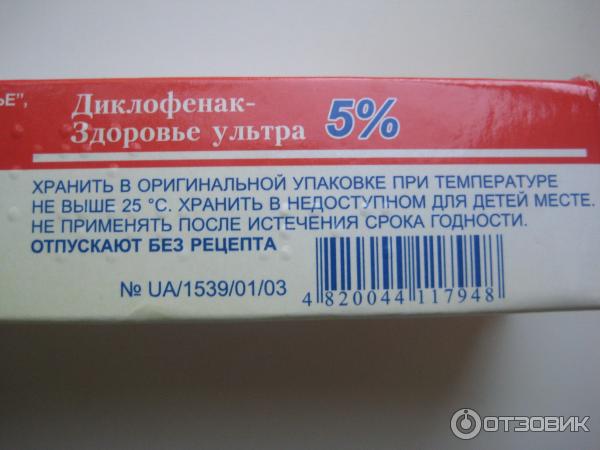 ЬЕ",
Диклофенак-
Здоровье ультра 5%
ХРАНИТЬ В ОРИГИНАЛЬНОЙ УПАКОВКЕ ПРИ ТЕМПЕРАТУРЕ
НЕ ВЫШЕ 25 °С. ХРАНИТЬ В НЕДОСТУПНОМ ДЛЯ ДЕТЕЙ МЕСТЕ.
НЕ ПРИМЕНЯТЬ ПОСЛЕ ИСТЕЧЕНИЯ СРОКА ГОДНОСТИ.
ОТПУСКАЮТ БЕЗ РЕЦЕПТА
№ UA/1539/01/03
4 820044 117948
ОТЗОВИК